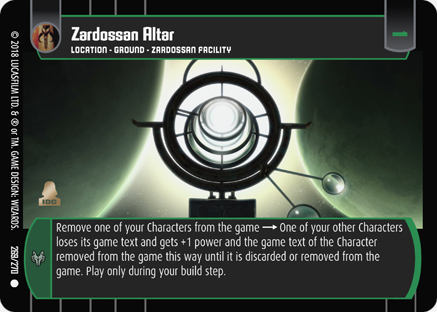 Zardossan Altar
LOCATION - GROUND - ZARDOSSAN FACILITY
IDC
Remove one of your Characters from the game → One of your other Characters
loses its game text and gets +1 power and the game text of the Character
removed from the game this way until it is discarded or removed from the
game. Play only during your build step.
© 2018 LUCASFILM LTD. & ® or TM. GAME DESIGN: WIZARDS.